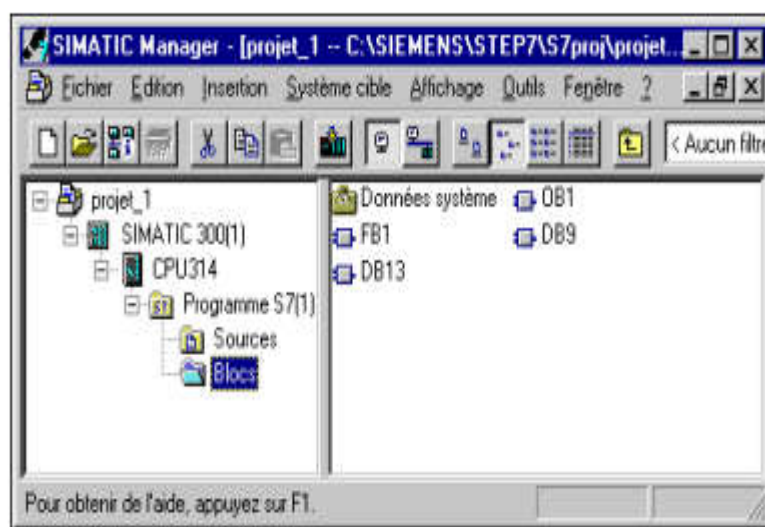 SIMATIC Manager - [projet_1 -- C:\SIEMENS\STEP7\S7proj\projet...
Fichier Edition Insertion Système cible Affichage Outils Fenêtre ?
< Aucun filtre
projet_1
SIMATIC 300(1)
CPU314
Programme S7(1)
Sources
Blocs
Données système OB1
FB1 DB9
DB13
Pour obtenir de l'aide, appuyez sur F1.